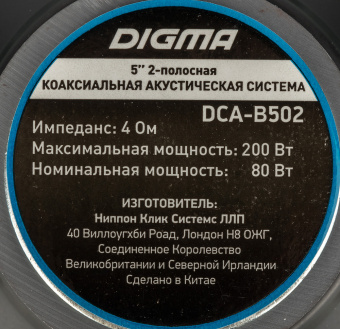 DIGMA
5″ 2-полосная
КОАКСИАЛЬНАЯ АКУСТИЧЕСКАЯ СИСТЕМА
DCA-B502
Импеданс: 4 Ом
Максимальная мощность: 200 Вт
Номинальная мощность: 80 Вт
ИЗГОТОВИТЕЛЬ:
Ниппон Клик Системс ЛЛП
40 Виллоугхби Роад, Лондон Н8 ОЖГ,
Соединенное Королевство
Великобритании и Северной Ирландии
Сделано в Китае